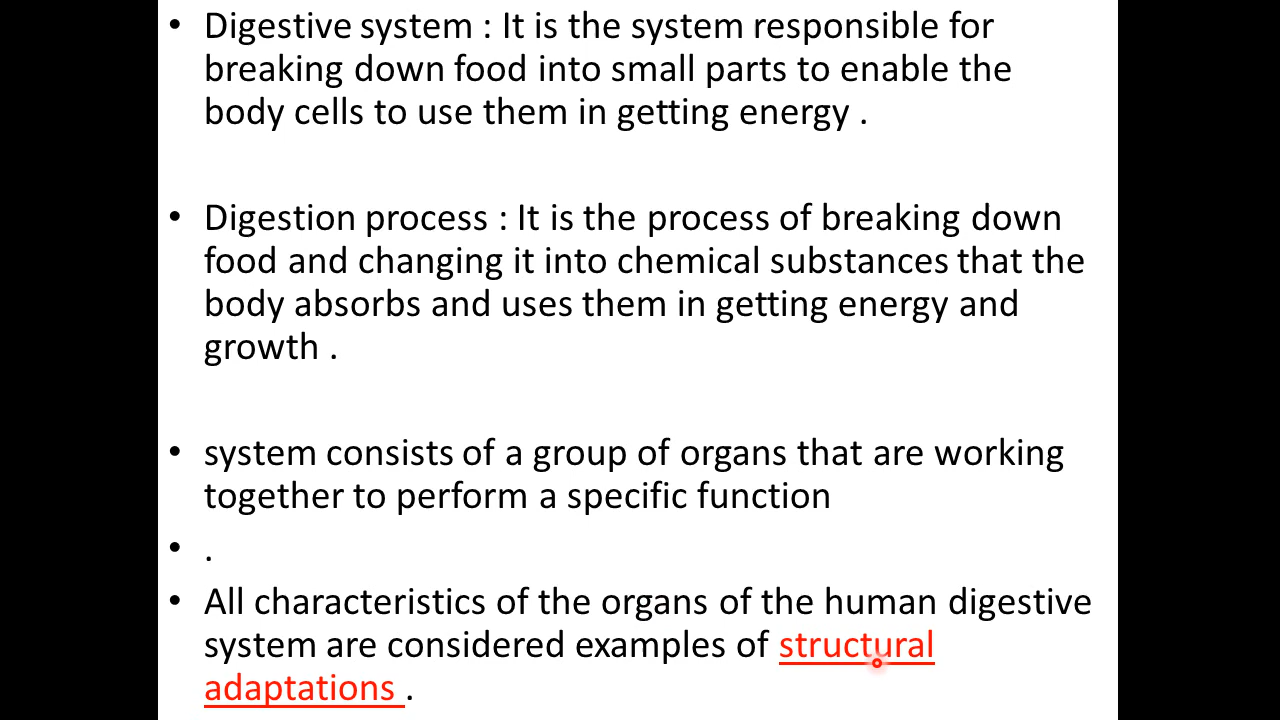 • Digestive system : It is the system responsible for
breaking down food into small parts to enable the
body cells to use them in getting energy .
• Digestion process : It is the process of breaking down
food and changing it into chemical substances that the
body absorbs and uses them in getting energy and
growth .
• system consists of a group of organs that are working
together to perform a specific function
• .
• All characteristics of the organs of the human digestive
system are considered examples of structural
adaptations .